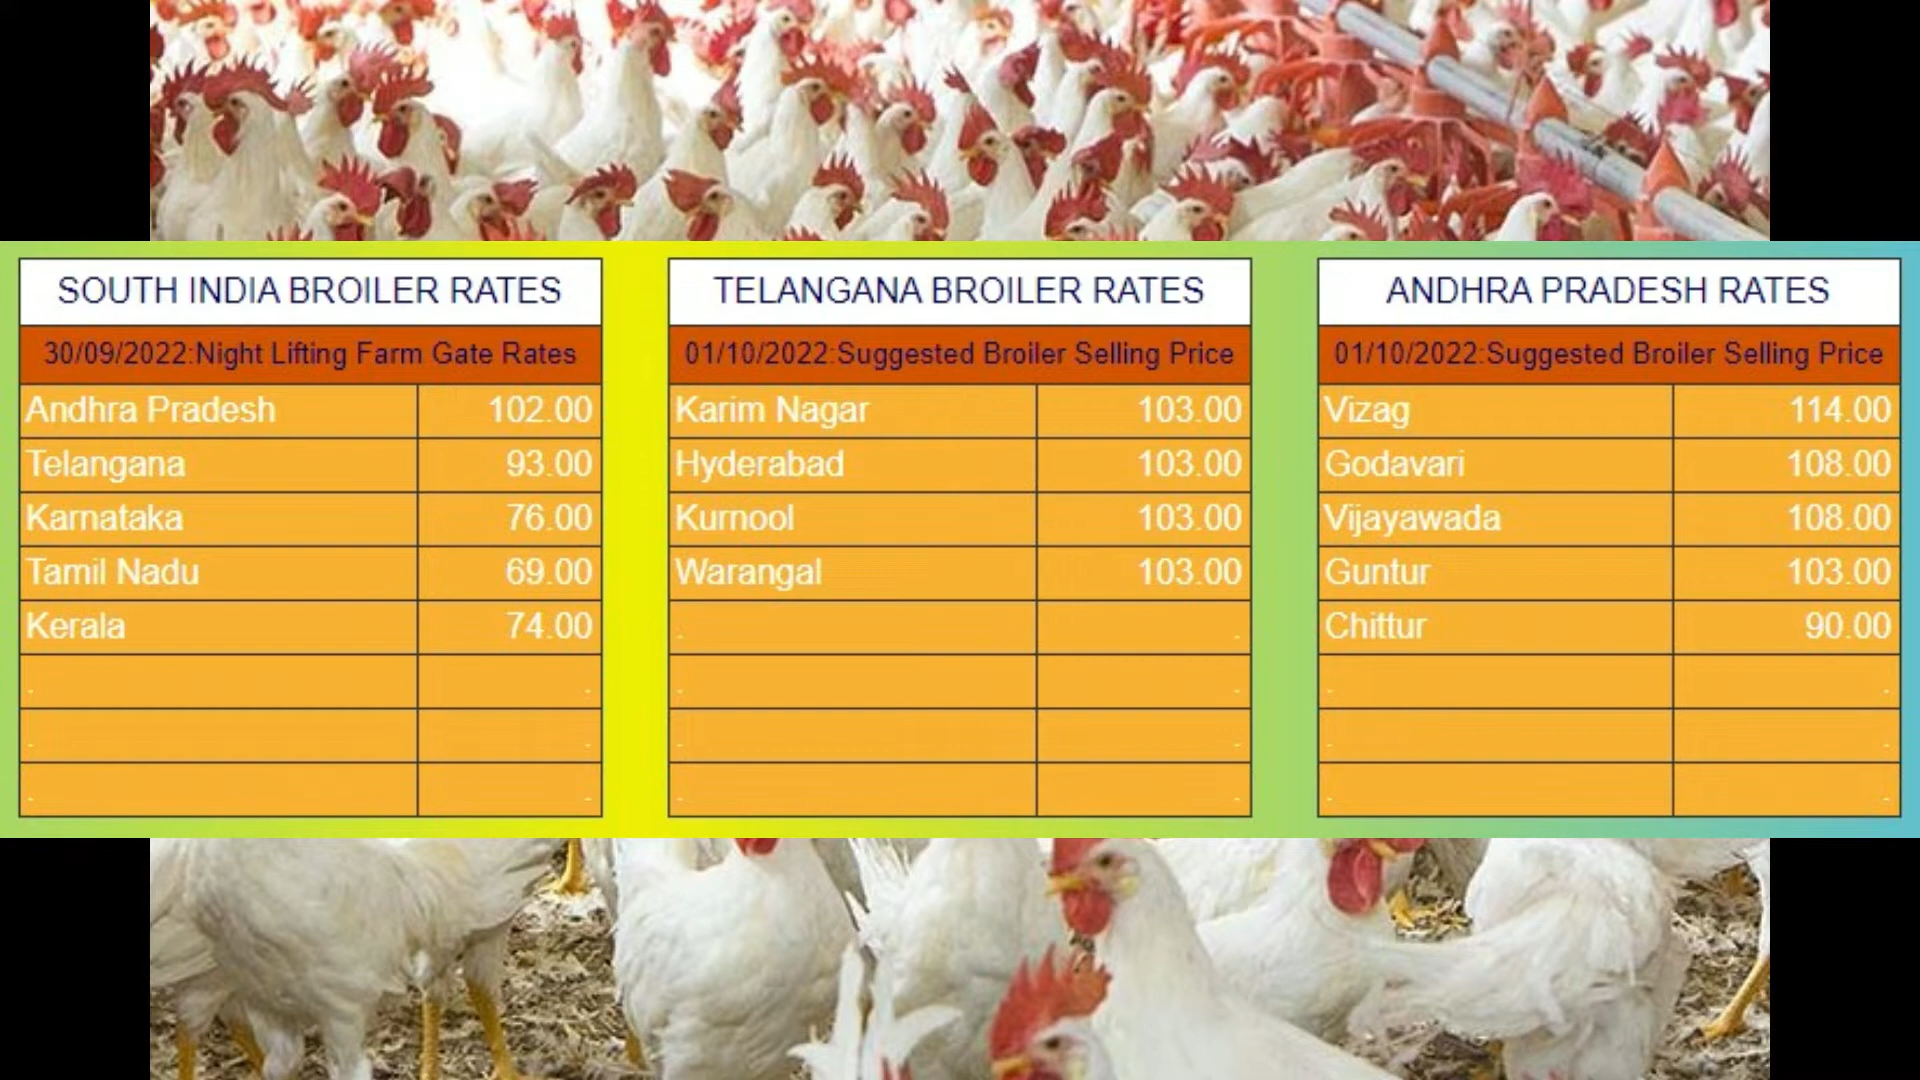 SOUTH INDIA BROILER RATES
30/09/2022:Night Lifting Farm Gate Rates
Andhra Pradesh 102.00
Telangana 93.00
Karnataka 76.00
Tamil Nadu 69.00
Kerala 74.00
. .
. .
. .
TELANGANA BROILER RATES
01/10/2022:Suggested Broiler Selling Price
Karim Nagar 103.00
Hyderabad 103.00
Kurnool 103.00
Warangal 103.00
. .
. .
. .
. .
ANDHRA PRADESH RATES
01/10/2022:Suggested Broiler Selling Price
Vizag 114.00
Godavari 108.00
Vijayawada 108.00
Guntur 103.00
Chittur 90.00
. .
. .
. .